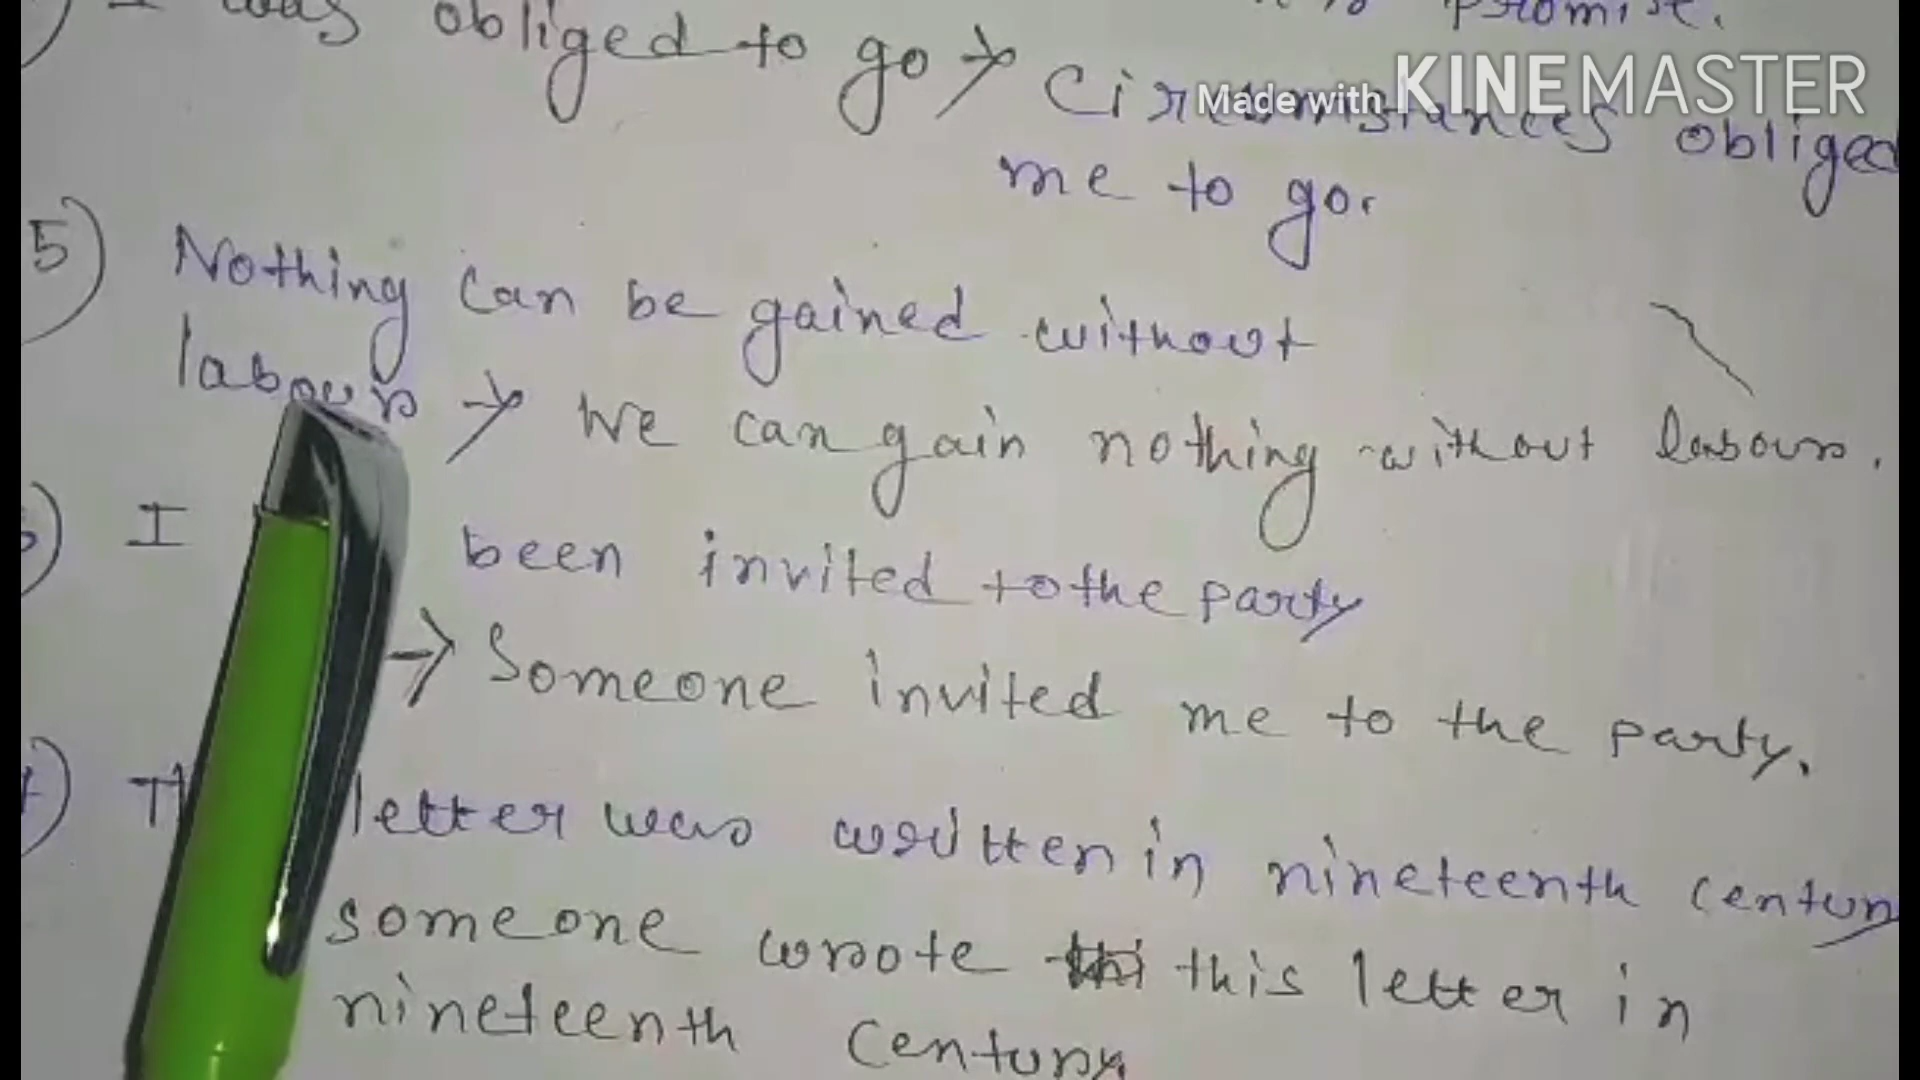 promise.
I was obliged to go → Circumstances obliged
me to go.
5) Nothing can be gained without
labour → We can gain nothing without labour.
I been invited to the party
→ Someone invited me to the party.
letter was written in nineteenth century
someone wrote this letter in
nineteenth century
Made with KINEMASTER